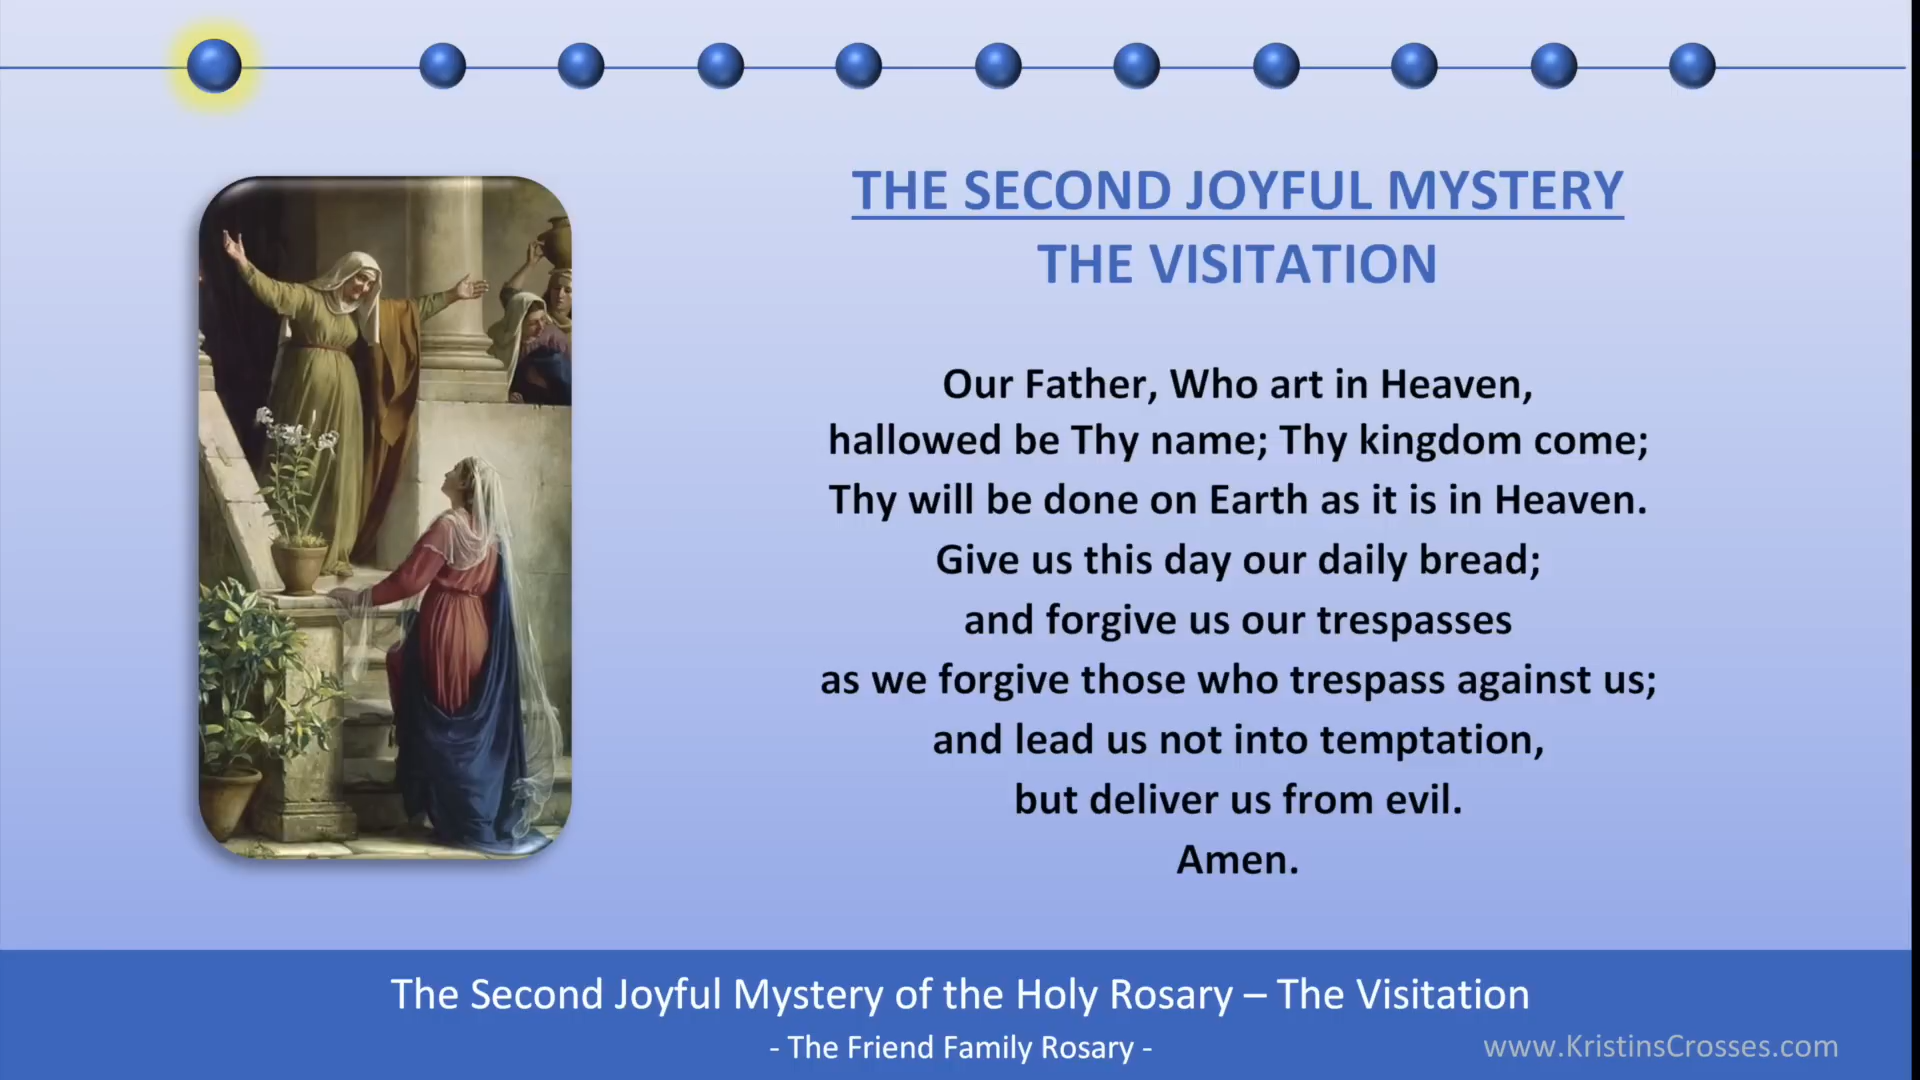 THE SECOND JOYFUL MYSTERY
THE VISITATION
Our Father, Who art in Heaven,
hallowed be Thy name; Thy kingdom come;
Thy will be done on Earth as it is in Heaven.
Give us this day our daily bread;
and forgive us our trespasses
as we forgive those who trespass against us;
and lead us not into temptation,
but deliver us from evil.
Amen.
The Second Joyful Mystery of the Holy Rosary – The Visitation
- The Friend Family Rosary -
www.KristinsCrosses.com